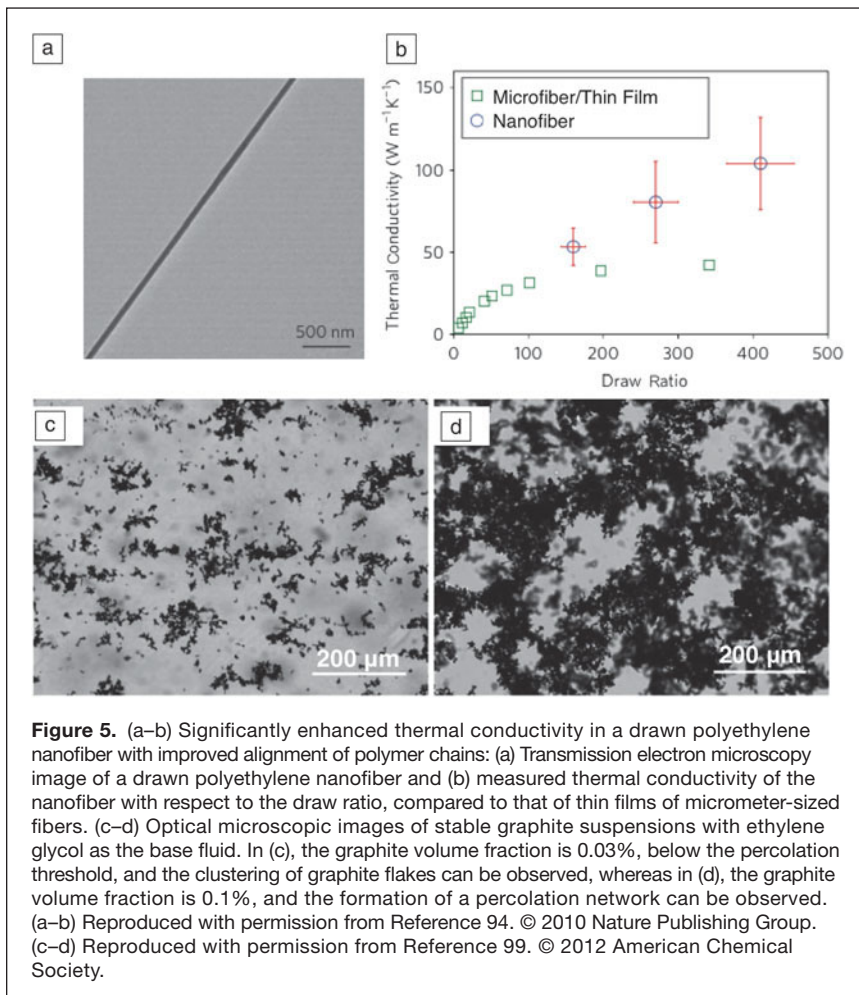 a
500 nm
b
Thermal Conductivity (W m⁻¹K⁻¹)
150
100
50
0
Microfiber/Thin Film
Nanofiber
0 100 200 300 400 500
Draw Ratio
c
200 µm
d
200 µm
Figure 5. (a–b) Significantly enhanced thermal conductivity in a drawn polyethylene
nanofiber with improved alignment of polymer chains: (a) Transmission electron microscopy
image of a drawn polyethylene nanofiber and (b) measured thermal conductivity of the
nanofiber with respect to the draw ratio, compared to that of thin films of micrometer-sized
fibers. (c–d) Optical microscopic images of stable graphite suspensions with ethylene
glycol as the base fluid. In (c), the graphite volume fraction is 0.03%, below the percolation
threshold, and the clustering of graphite flakes can be observed, whereas in (d), the graphite
volume fraction is 0.1%, and the formation of a percolation network can be observed.
(a–b) Reproduced with permission from Reference 94. © 2010 Nature Publishing Group.
(c–d) Reproduced with permission from Reference 99. © 2012 American Chemical
Society.